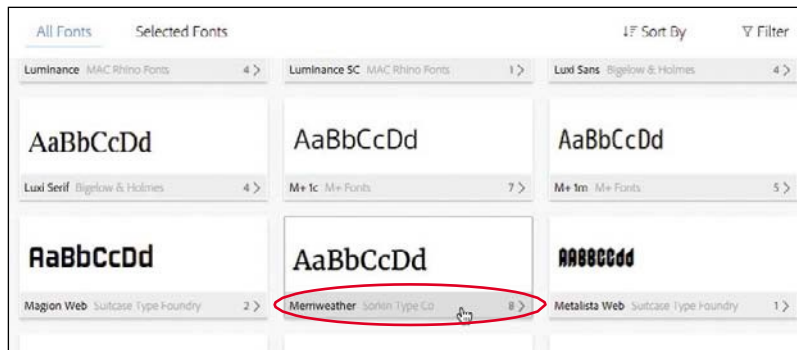 All Fonts Selected Fonts Sort By Filter
Luminance MAC Rhino Fonts 4 Luminance SC MAC Rhino Fonts 1 Luxi Sans Bigelow & Holmes 4
AaBbCcDd AaBbCcDd AaBbCcDd
Luxi Serif Bigelow & Holmes 4 M+ 1c M+ Fonts 7 M+ 1m M+ Fonts 5
AaBbCcDd AaBbCcDd AABBCCdd
Magion Web Suitcase Type Foundry 2 Merriweather Sorkin Type Co 8 Metalista Web Suitcase Type Foundry 1